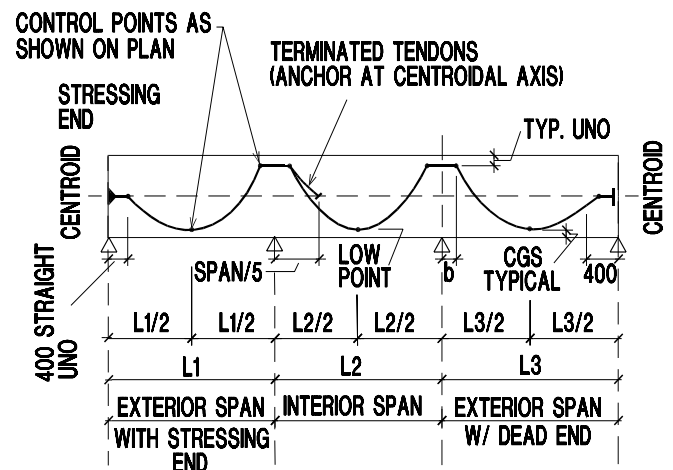 CONTROL POINTS AS
SHOWN ON PLAN
TERMINATED TENDONS
(ANCHOR AT CENTROIDAL AXIS)
STRESSING
END
TYP. UNO
CENTROID
CENTROID
400 STRAIGHT
UNO
SPAN/5
LOW
POINT
b
CGS
TYPICAL
400
L1/2
L1/2
L2/2
L2/2
L3/2
L3/2
L1
L2
L3
EXTERIOR SPAN
WITH STRESSING
END
INTERIOR SPAN
EXTERIOR SPAN
W/ DEAD END